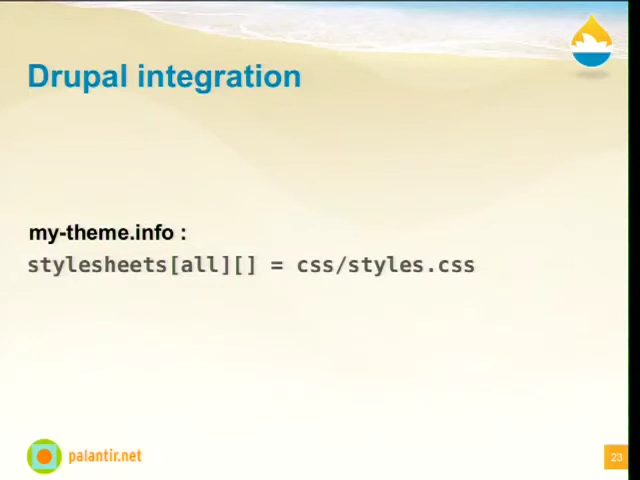 Drupal integration
my-theme.info :
stylesheets[all][] = css/styles.css
palantir.net
23